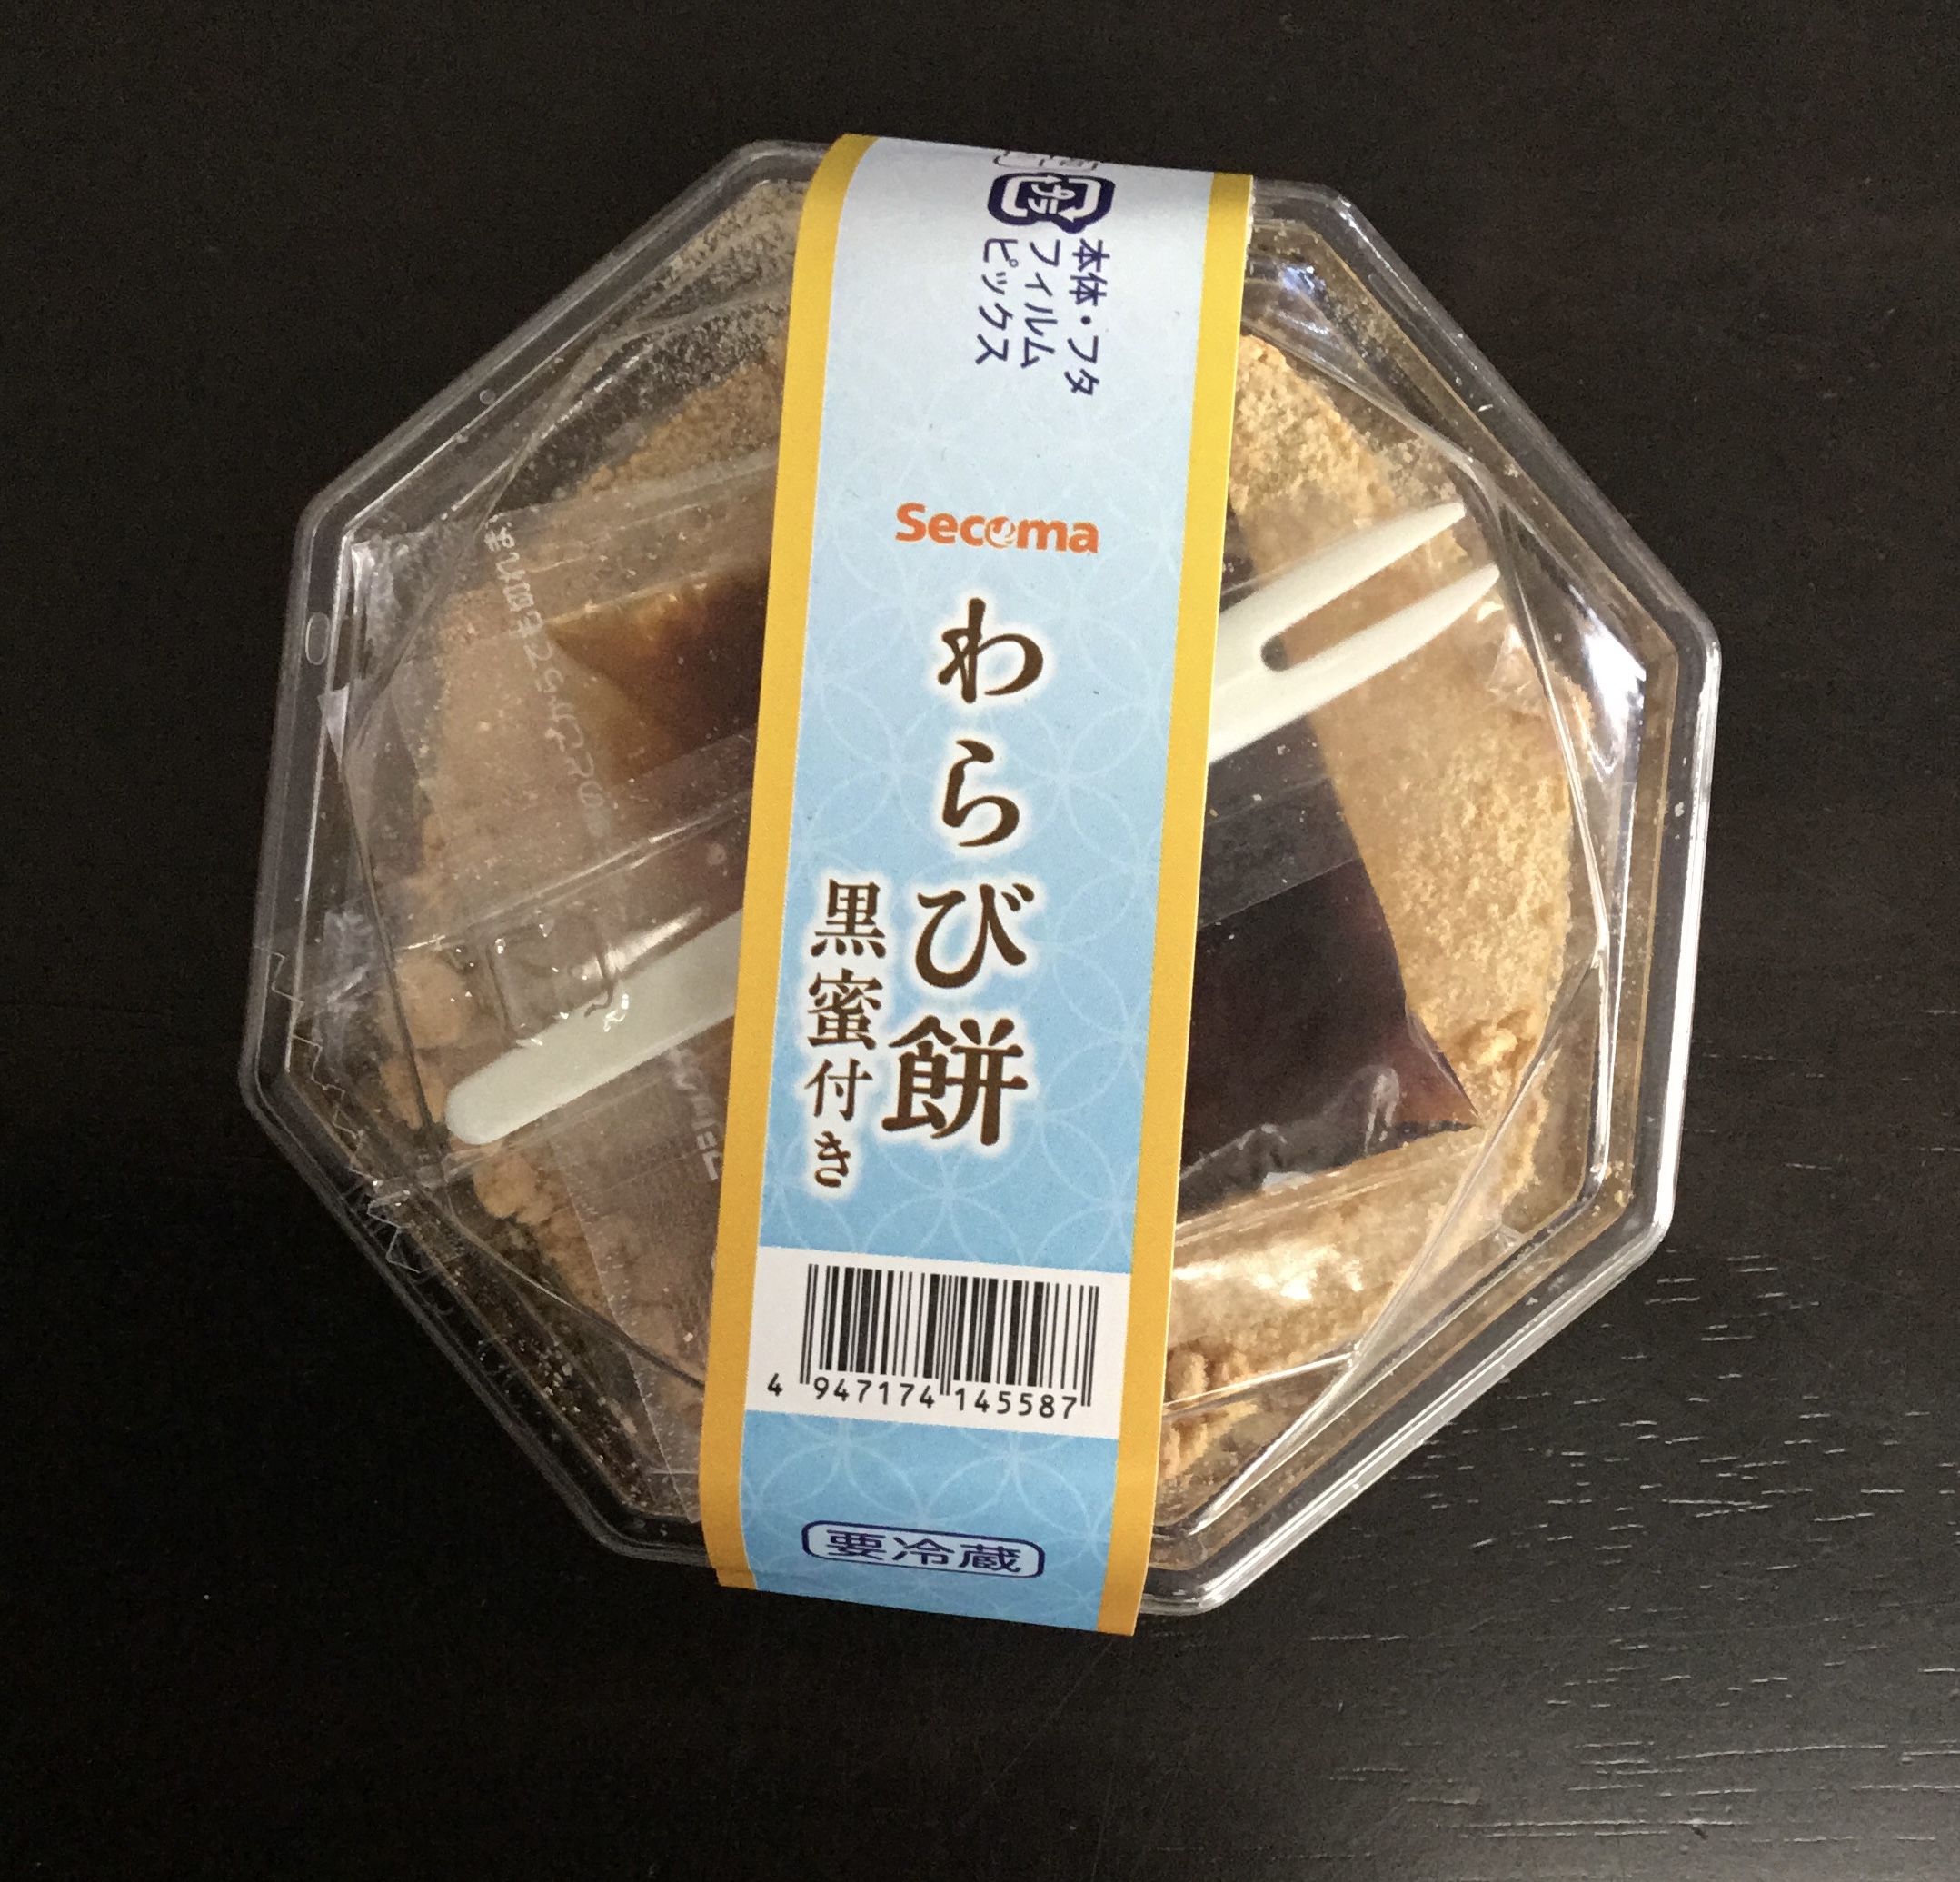 プラ
本体・フタ
フィルム
ピックス
Secoma
わらび餅
黒蜜付き
4 947174 145587
要冷蔵